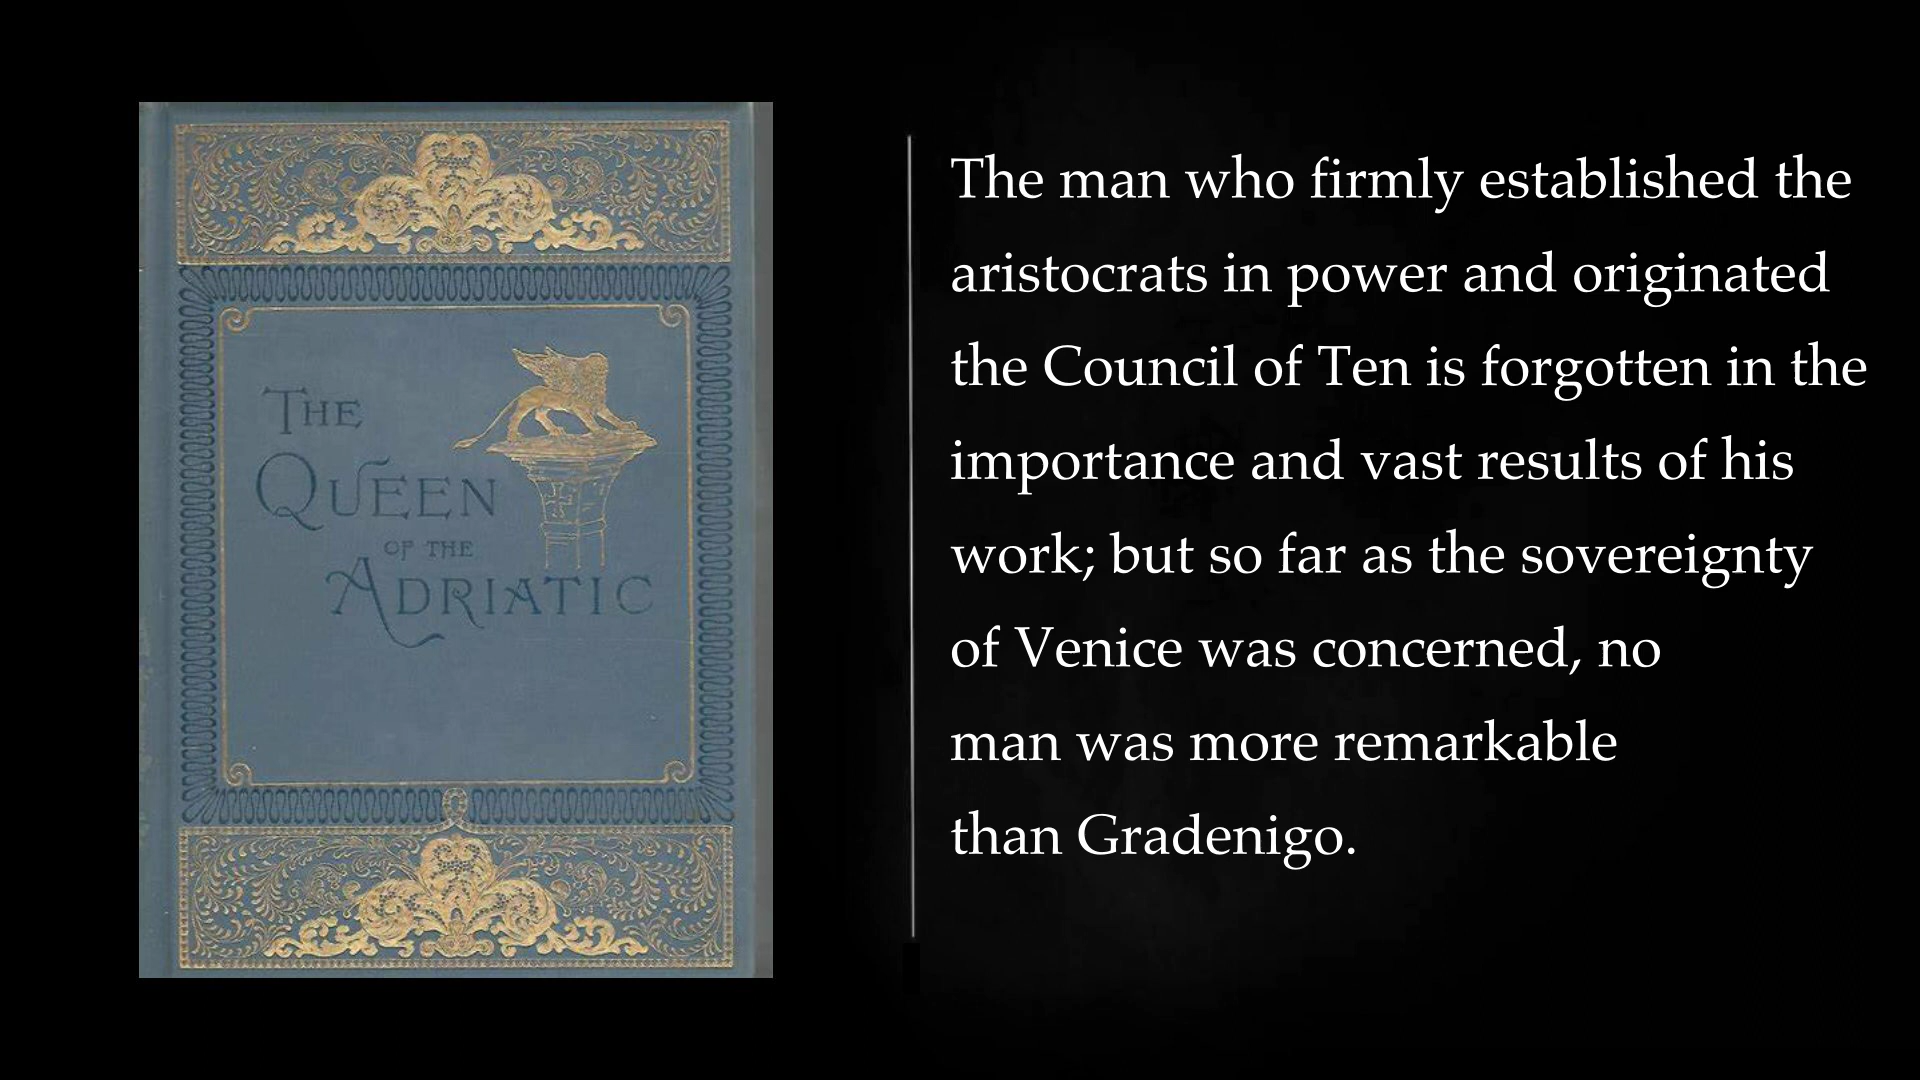 THE
QUEEN
OF THE
ADRIATIC
The man who firmly established the
aristocrats in power and originated
the Council of Ten is forgotten in the
importance and vast results of his
work; but so far as the sovereignty
of Venice was concerned, no
man was more remarkable
than Gradenigo.